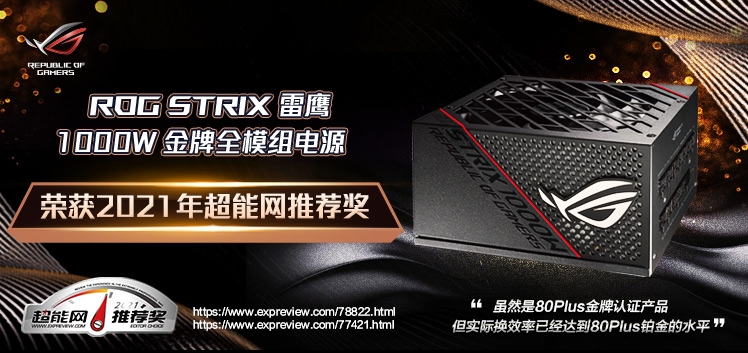 REPUBLIC OF
GAMERS
ROG STRIX 雷鹰
1000W 金牌全模组电源
荣获2021年超能网推荐奖
STRIX 1000W
REPUBLIC OF GAMERS
2021
超能网 推荐奖
WWW.EXPREVIEW.COM EDITOR CHOICE
https://www.expreview.com/78822.html
https://www.expreview.com/77421.html
“ 虽然是80Plus金牌认证产品
但实际换效率已经达到80Plus铂金的水平 ”